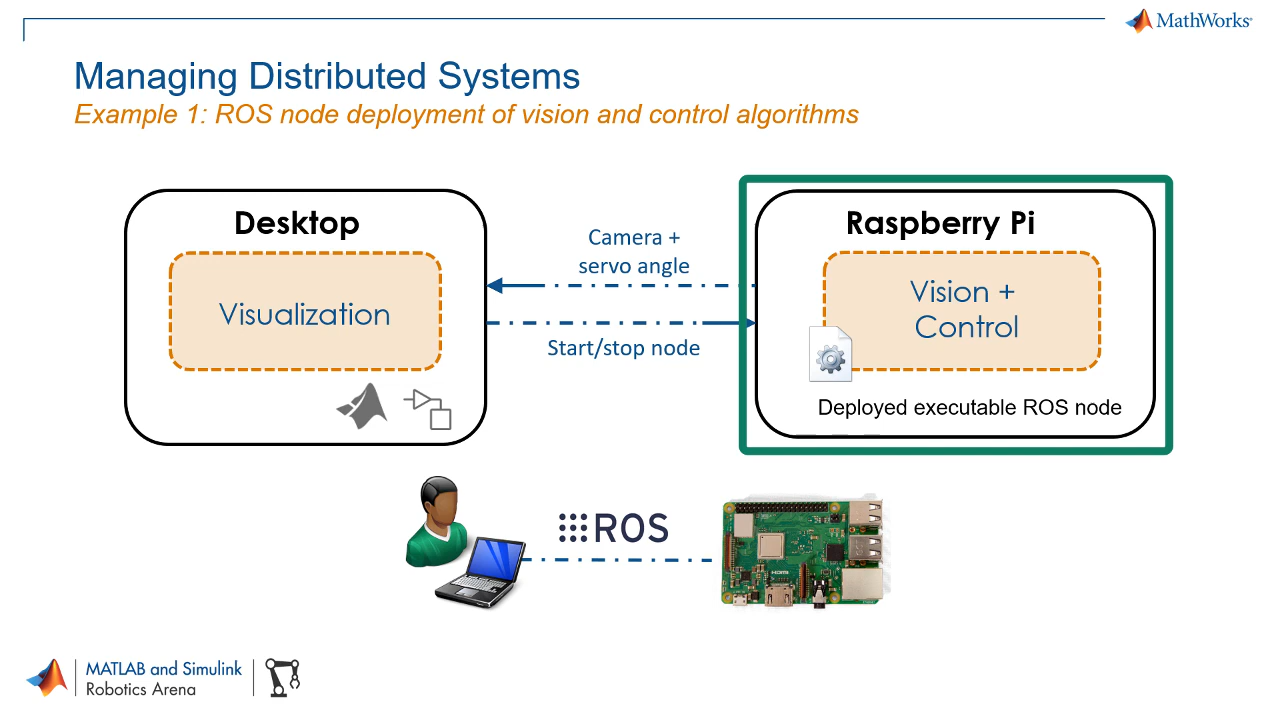 MathWorks®
Managing Distributed Systems
Example 1: ROS node deployment of vision and control algorithms
Desktop
Visualization
Camera +
servo angle
Start/stop node
Raspberry Pi
Vision +
Control
Deployed executable ROS node
ROS
HDMI
MATLAB and Simulink
Robotics Arena